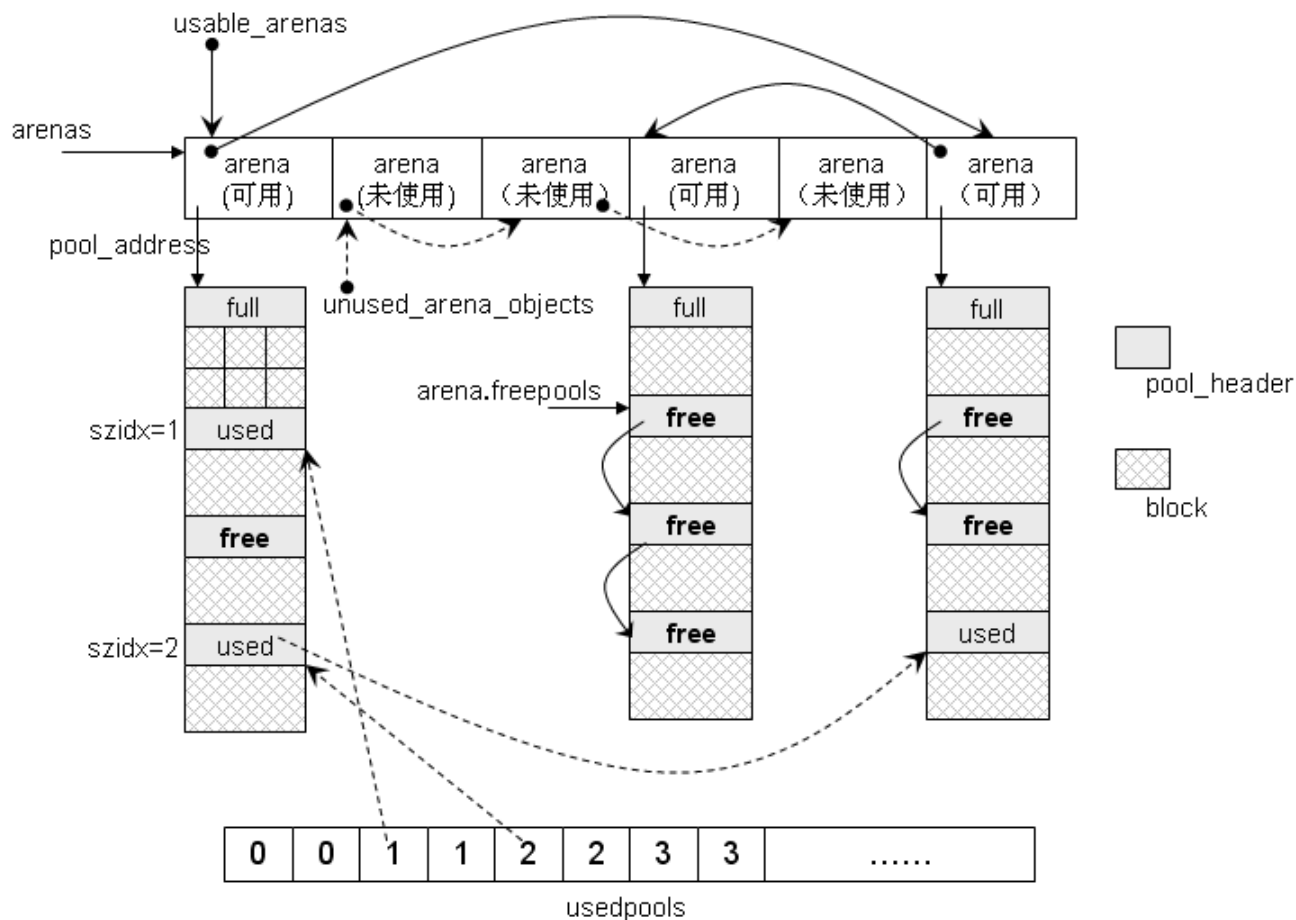 usable_arenas
arenas
arena
(可用)
arena
(未使用)
arena
（未使用）
arena
（可用）
arena
(未使用）
arena
（可用）
pool_address
unused_arena_objects
full
full
full
pool_header
arena.freepools
szidx=1
used
free
free
block
free
free
free
szidx=2
used
free
used
0 0 1 1 2 2 3 3 ……
usedpools